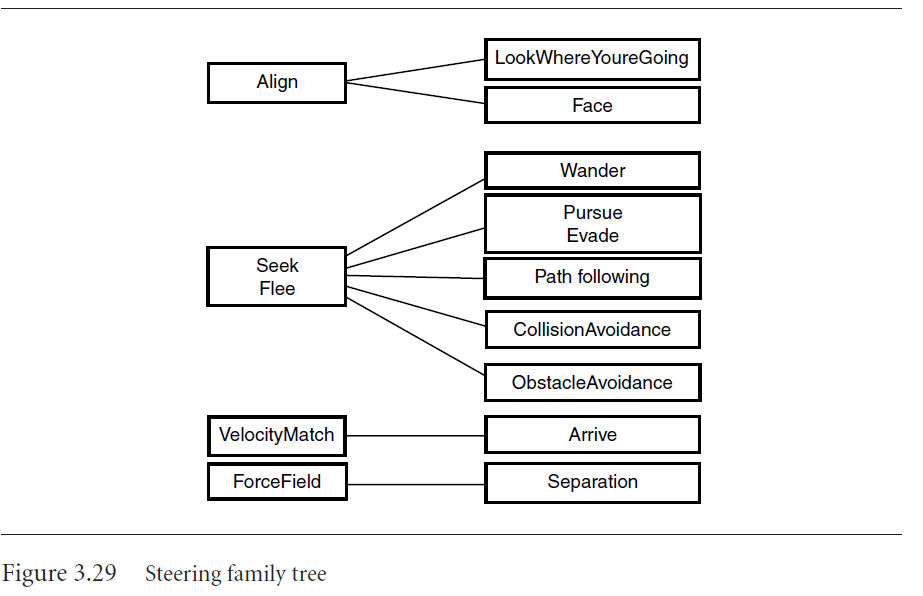 LookWhereYoureGoing
Align
Face
Wander
Pursue
Evade
Seek
Flee
Path following
CollisionAvoidance
ObstacleAvoidance
VelocityMatch
Arrive
ForceField
Separation
Figure 3.29 Steering family tree